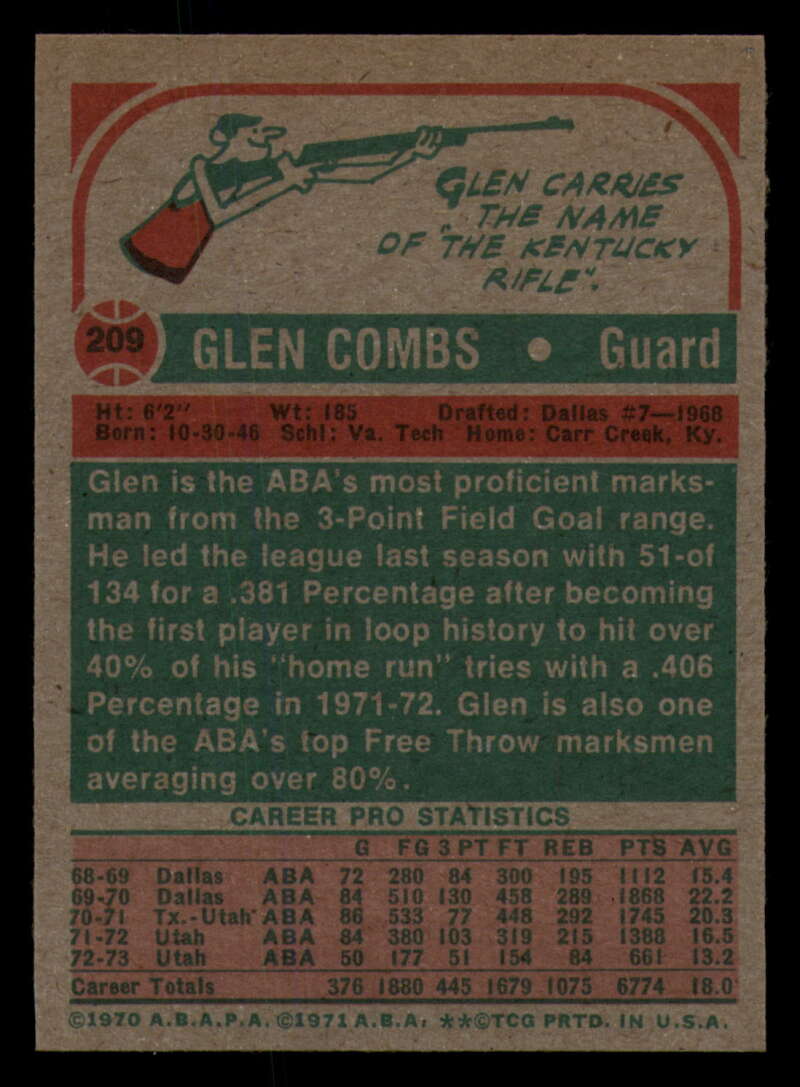 GLEN CARRIES
THE NAME
OF "THE KENTUCKY
RIFLE".
209 GLEN COMBS • Guard
Ht: 6'2" Wt: 185 Drafted: Dallas #7—1968
Born: 10-30-46 Schl: Va. Tech Home: Carr Creek, Ky.
Glen is the ABA's most proficient marks-
man from the 3-Point Field Goal range.
He led the league last season with 51-of
134 for a .381 Percentage after becoming
the first player in loop history to hit over
40% of his "home run" tries with a .406
Percentage in 1971-72. Glen is also one
of the ABA's top Free Throw marksmen
averaging over 80%.
CAREER PRO STATISTICS
G FG 3 PT FT REB PTS AVG
68-69 Dallas ABA 72 280 84 300 195 1112 15.4
69-70 Dallas ABA 84 510 130 458 289 1868 22.2
70-71 Tx.-Utah ABA 86 533 77 448 292 1745 20.3
71-72 Utah ABA 84 380 103 319 215 1388 16.5
72-73 Utah ABA 50 177 51 154 84 661 13.2
Career Totals 376 1880 445 1679 1075 6774 18.0
©1970 A.B.A.P.A. ©1971 A.B.A. **©TCG PRTD. IN U.S.A.